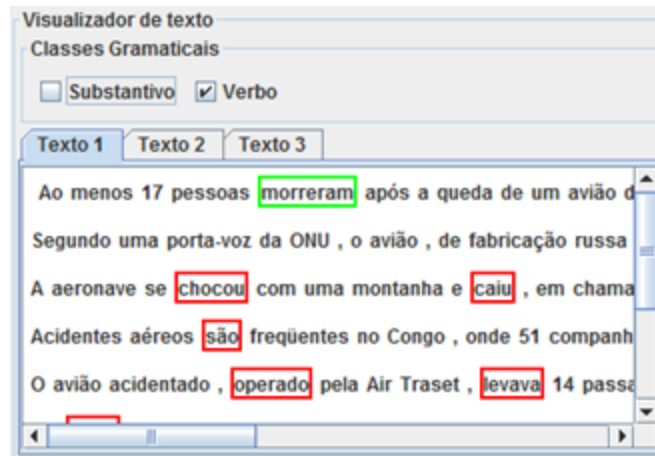 Visualizador de texto
Classes Gramaticais
Substantivo Verbo
Texto 1 Texto 2 Texto 3
Ao menos 17 pessoas morreram após a queda de um avião d
Segundo uma porta-voz da ONU , o avião , de fabricação russa
A aeronave se chocou com uma montanha e caiu , em chama
Acidentes aéreos são freqüentes no Congo , onde 51 companh
O avião acidentado , operado pela Air Traset , levava 14 passa